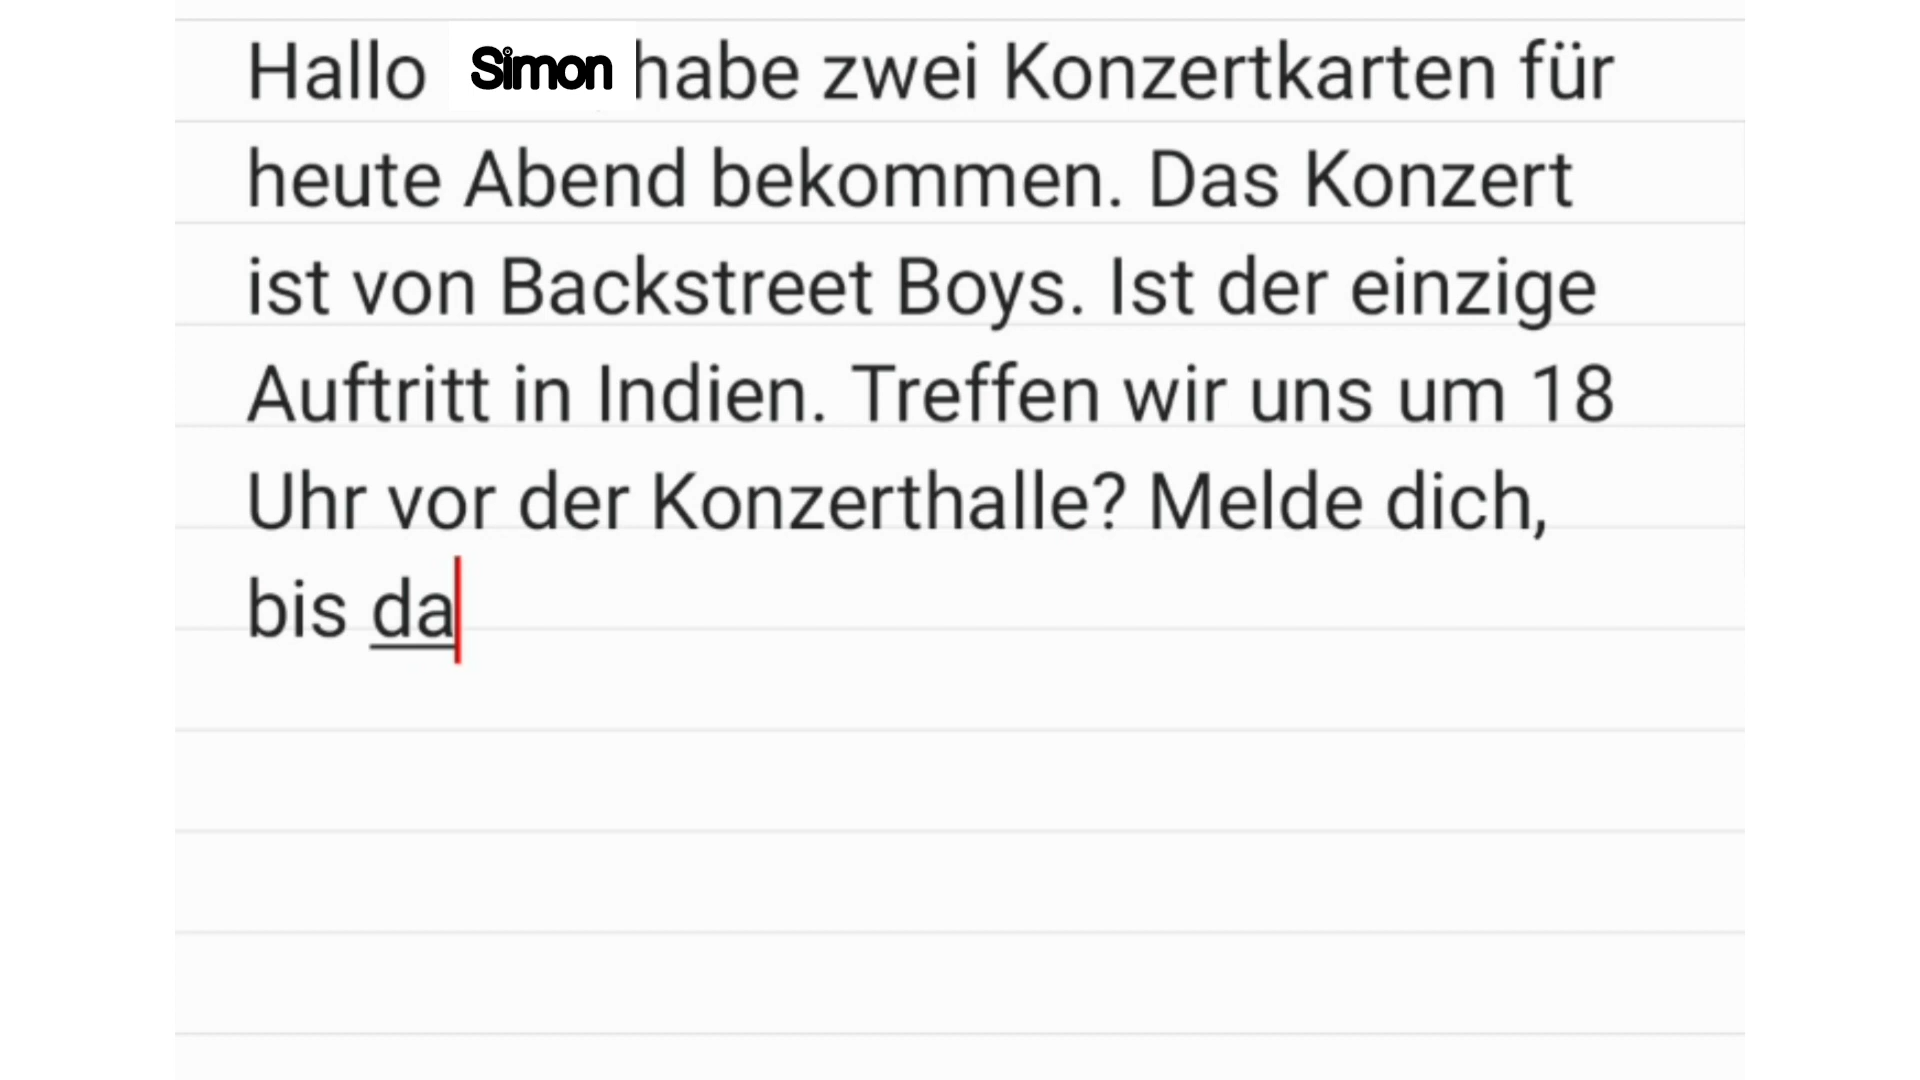 Hallo Simon habe zwei Konzertkarten für
heute Abend bekommen. Das Konzert
ist von Backstreet Boys. Ist der einzige
Auftritt in Indien. Treffen wir uns um 18
Uhr vor der Konzerthalle? Melde dich,
bis da